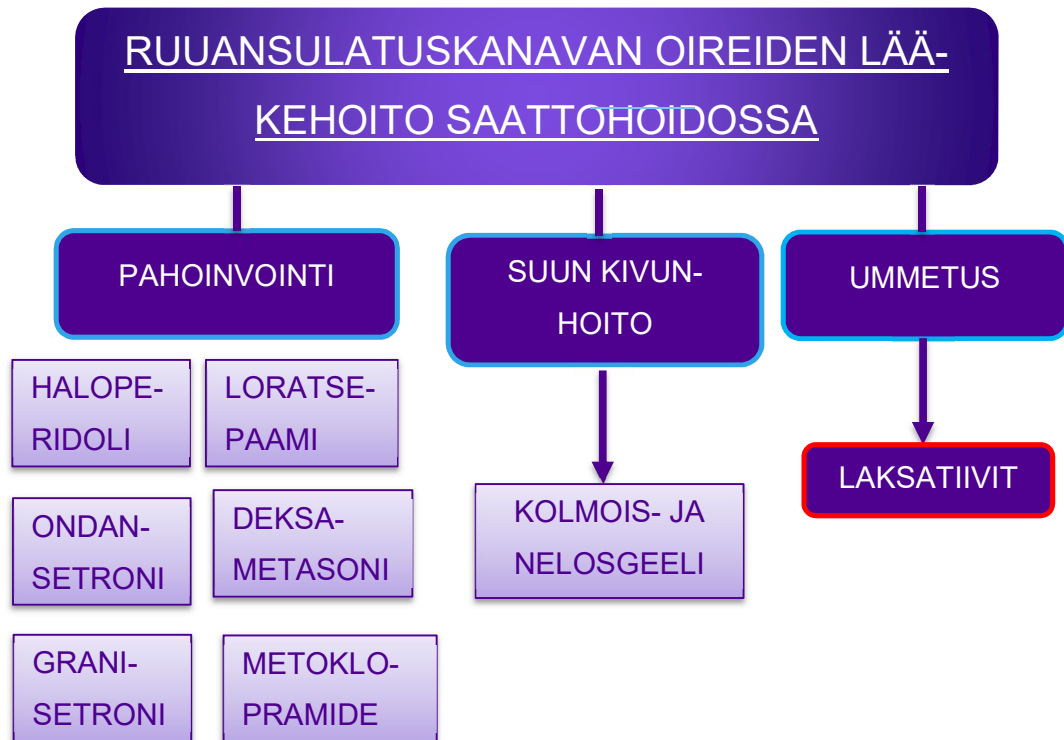 RUUANSULATUSKANAVAN OIREIDEN LÄÄ-
KEHOITO SAATTOHOIDOSSA
PAHOINVOINTI
SUUN KIVUN-
HOITO
UMMETUS
HALOPE-
RIDOLI
LORATSE-
PAAMI
ONDAN-
SETRONI
DEKSA-
METASONI
GRANI-
SETRONI
METOKLO-
PRAMIDE
KOLMOIS- JA
NELOSGEELI
LAKSATIIVIT